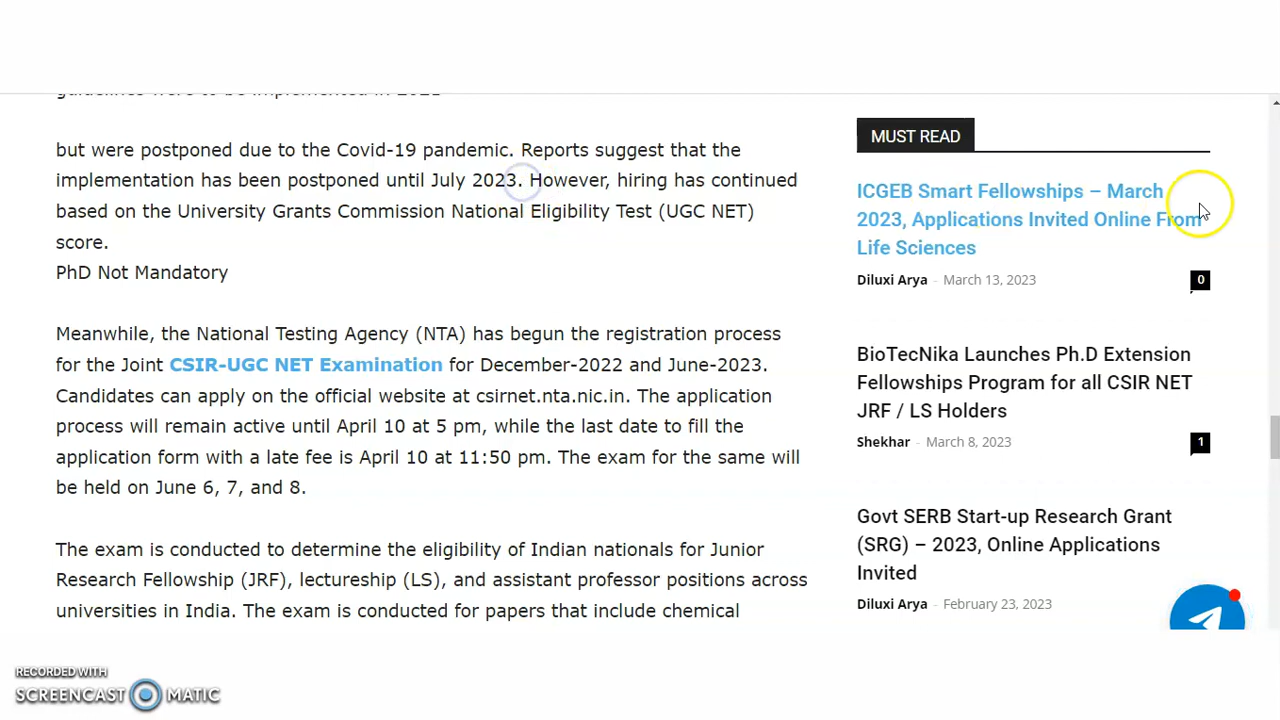 guidelines were to be implemented in 2021
but were postponed due to the Covid-19 pandemic. Reports suggest that the
implementation has been postponed until July 2023. However, hiring has continued
based on the University Grants Commission National Eligibility Test (UGC NET)
score.
PhD Not Mandatory
Meanwhile, the National Testing Agency (NTA) has begun the registration process
for the Joint CSIR-UGC NET Examination for December-2022 and June-2023.
Candidates can apply on the official website at csirnet.nta.nic.in. The application
process will remain active until April 10 at 5 pm, while the last date to fill the
application form with a late fee is April 10 at 11:50 pm. The exam for the same will
be held on June 6, 7, and 8.
The exam is conducted to determine the eligibility of Indian nationals for Junior
Research Fellowship (JRF), lectureship (LS), and assistant professor positions across
universities in India. The exam is conducted for papers that include chemical
MUST READ
ICGEB Smart Fellowships – March
2023, Applications Invited Online From
Life Sciences
Diluxi Arya - March 13, 2023 0
BioTecNika Launches Ph.D Extension
Fellowships Program for all CSIR NET
JRF / LS Holders
Shekhar - March 8, 2023 1
Govt SERB Start-up Research Grant
(SRG) – 2023, Online Applications
Invited
Diluxi Arya - February 23, 2023
RECORDED WITH
SCREENCAST MATIC